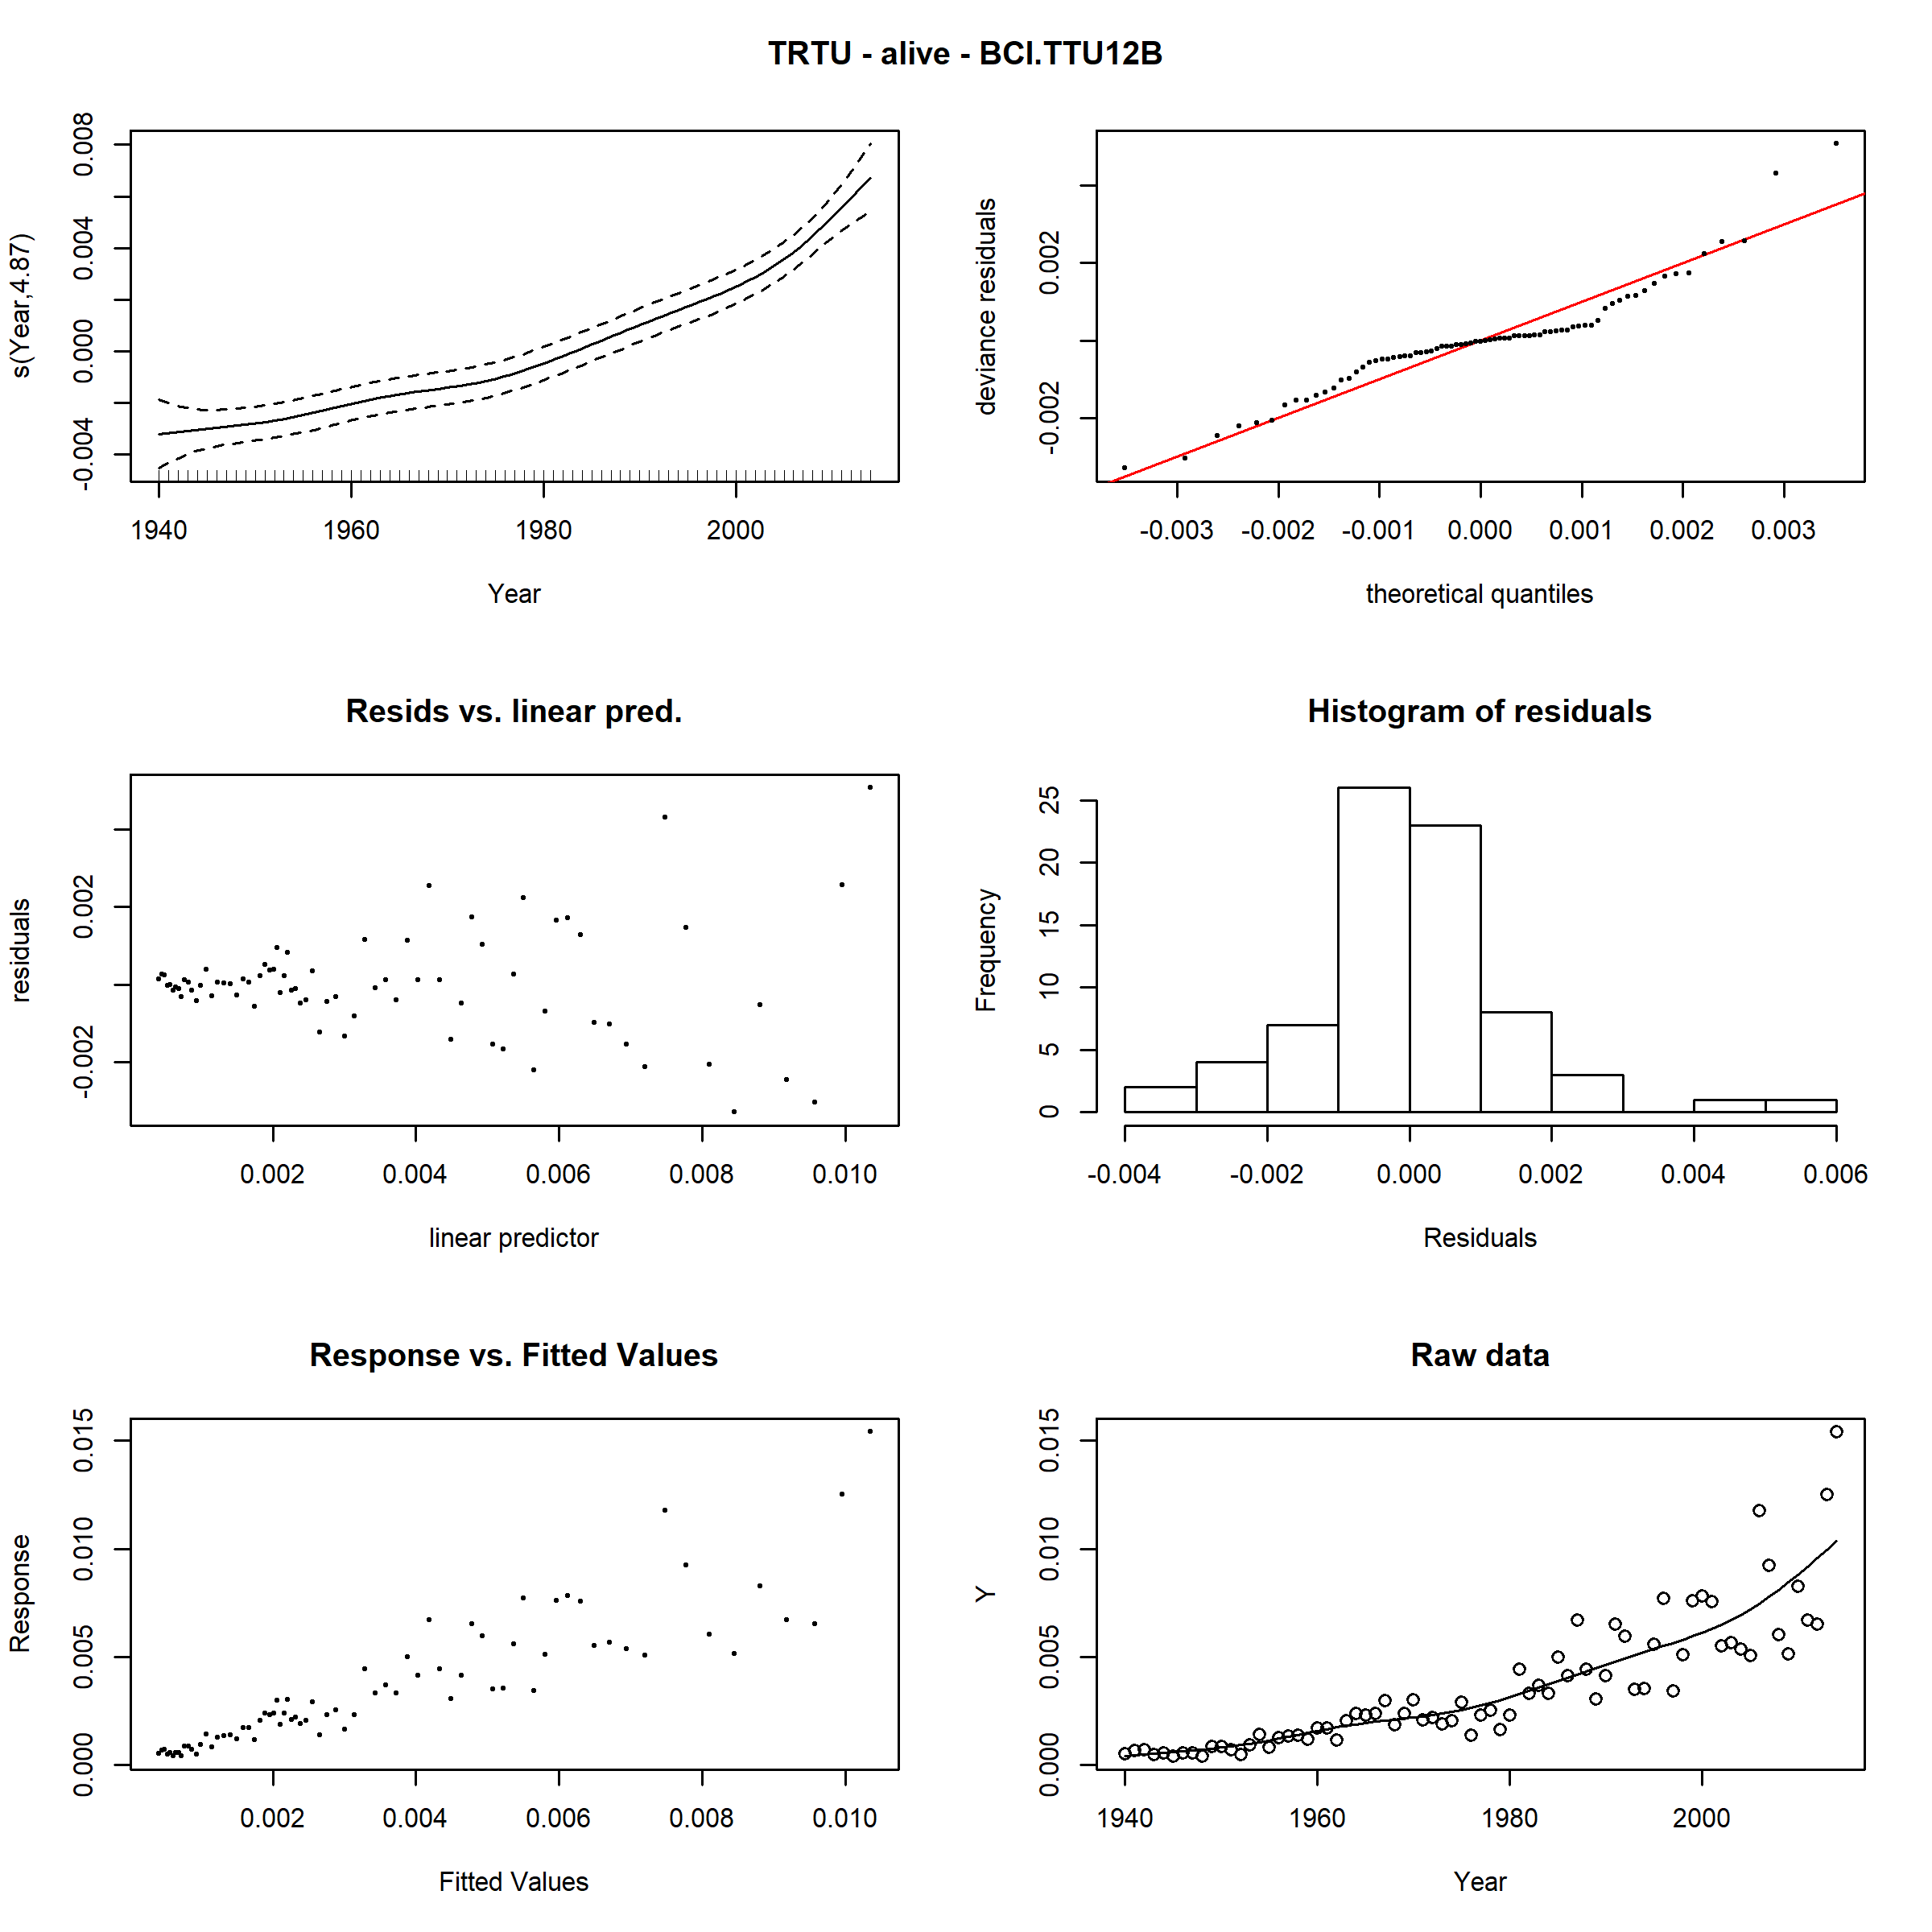 TRTU - alive - BCI.TTU12B
s(Year,4.87)
-0.004 0.000 0.004 0.008
1940 1960 1980 2000
Year
deviance residuals
-0.002 0.002
-0.003 -0.002 -0.001 0.000 0.001 0.002 0.003
theoretical quantiles
Resids vs. linear pred.
residuals
-0.002 0.002
0.002 0.004 0.006 0.008 0.010
linear predictor
Histogram of residuals
Frequency
0 5 10 15 20 25
-0.004 -0.002 0.000 0.002 0.004 0.006
Residuals
Response vs. Fitted Values
Response
0.000 0.005 0.010 0.015
0.002 0.004 0.006 0.008 0.010
Fitted Values
Raw data
Y
0.000 0.005 0.010 0.015
1940 1960 1980 2000
Year